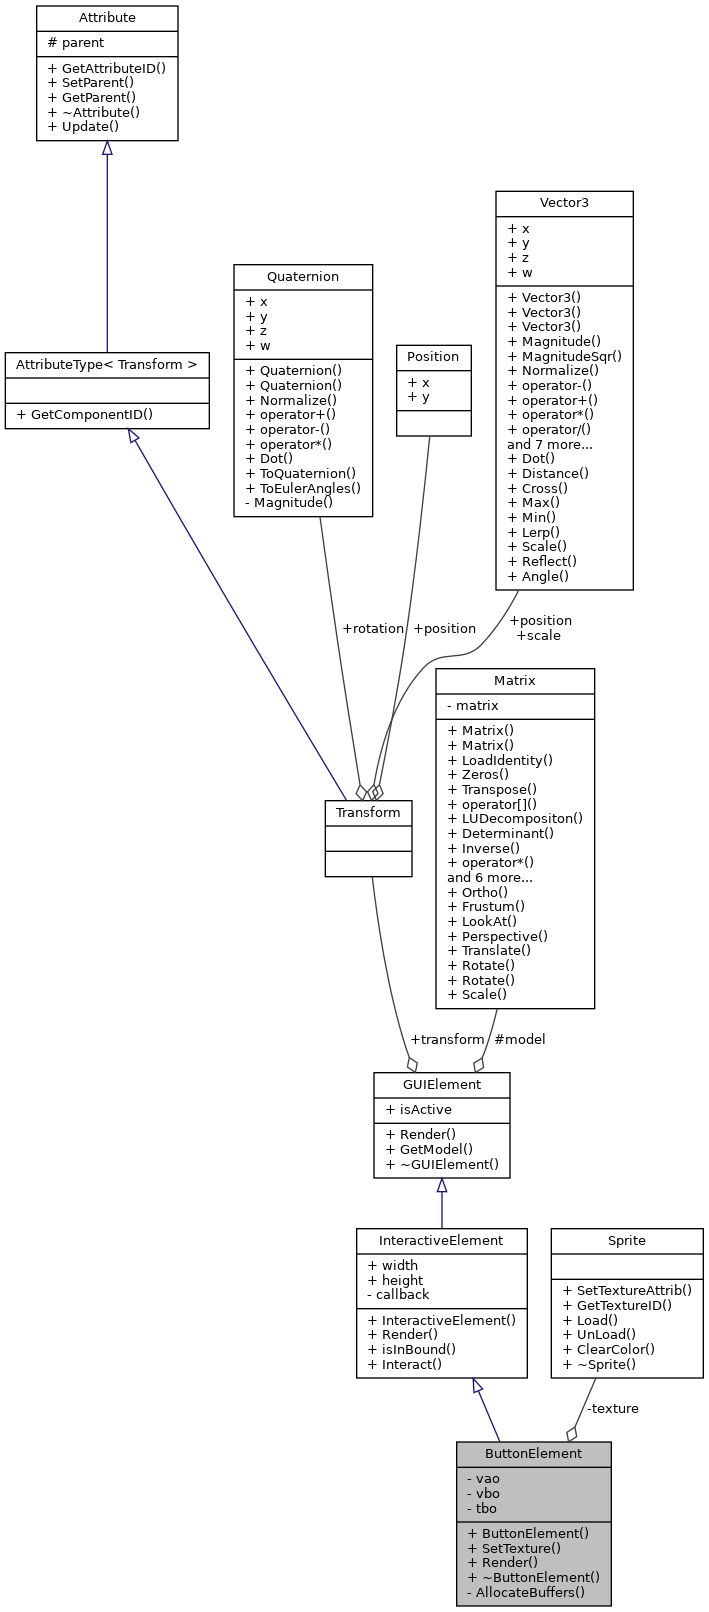 Attribute
# parent
+ GetAttributeID()
+ SetParent()
+ GetParent()
+ ~Attribute()
+ Update()
Vector3
+ x
+ y
+ z
+ w
+ Vector3()
+ Vector3()
+ Vector3()
+ Magnitude()
+ MagnitudeSqr()
+ Normalize()
+ operator-()
+ operator+()
+ operator*()
+ operator/()
and 7 more...
+ Dot()
+ Distance()
+ Cross()
+ Max()
+ Min()
+ Lerp()
+ Scale()
+ Reflect()
+ Angle()
Quaternion
+ x
+ y
+ z
+ w
+ Quaternion()
+ Quaternion()
+ Normalize()
+ operator+()
+ operator-()
+ operator*()
+ Dot()
+ ToQuaternion()
+ ToEulerAngles()
- Magnitude()
Position
+ x
+ y
AttributeType< Transform >
+ GetComponentID()
+rotation
+position
+position
+scale
Matrix
- matrix
+ Matrix()
+ Matrix()
+ LoadIdentity()
+ Zeros()
+ Transpose()
+ operator[]()
+ LUDecompositon()
+ Determinant()
+ Inverse()
+ operator*()
and 6 more...
+ Ortho()
+ Frustum()
+ LookAt()
+ Perspective()
+ Translate()
+ Rotate()
+ Rotate()
+ Scale()
Transform
+transform
#model
GUIElement
+ isActive
+ Render()
+ GetModel()
+ ~GUIElement()
InteractiveElement
+ width
+ height
- callback
+ InteractiveElement()
+ Render()
+ isInBound()
+ Interact()
Sprite
+ SetTextureAttrib()
+ GetTextureID()
+ Load()
+ UnLoad()
+ ClearColor()
+ ~Sprite()
-texture
ButtonElement
- vao
- vbo
- tbo
+ ButtonElement()
+ SetTexture()
+ Render()
+ ~ButtonElement()
- AllocateBuffers()